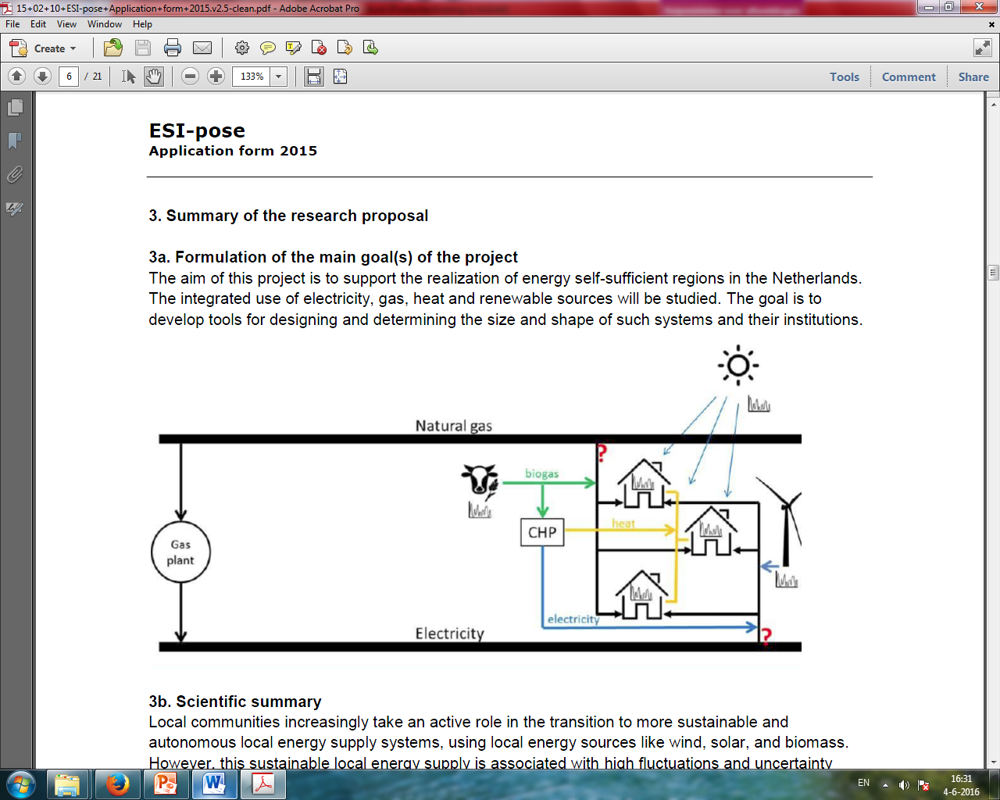 15+02+10+ESI-pose+Application+form+2015.v2.5-clean.pdf - Adobe Acrobat Pro
File Edit View Window Help
Create
6 / 21 133% Tools Comment Share
ESI-pose
Application form 2015
3. Summary of the research proposal
3a. Formulation of the main goal(s) of the project
The aim of this project is to support the realization of energy self-sufficient regions in the Netherlands.
The integrated use of electricity, gas, heat and renewable sources will be studied. The goal is to
develop tools for designing and determining the size and shape of such systems and their institutions.
Natural gas
?
biogas
heat
CHP
Gas
plant
electricity
Electricity
?
3b. Scientific summary
Local communities increasingly take an active role in the transition to more sustainable and
autonomous local energy supply systems, using local energy sources like wind, solar, and biomass.
However, this sustainable local energy supply is associated with high fluctuations and uncertainty
EN
16:31
4-6-2016